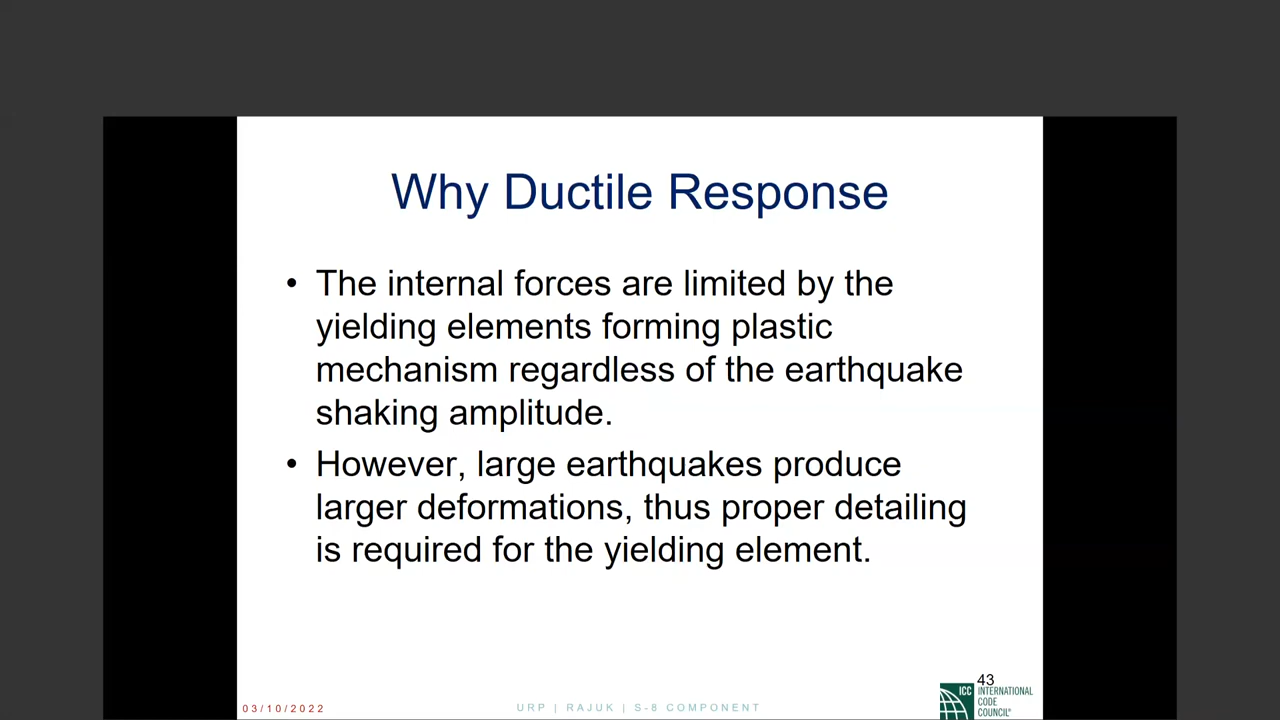 Why Ductile Response
• The internal forces are limited by the
yielding elements forming plastic
mechanism regardless of the earthquake
shaking amplitude.
• However, large earthquakes produce
larger deformations, thus proper detailing
is required for the yielding element.
43
03/10/2022
URP | RAJUK | S-8 COMPONENT
ICC
INTERNATIONAL
CODE
COUNCIL®